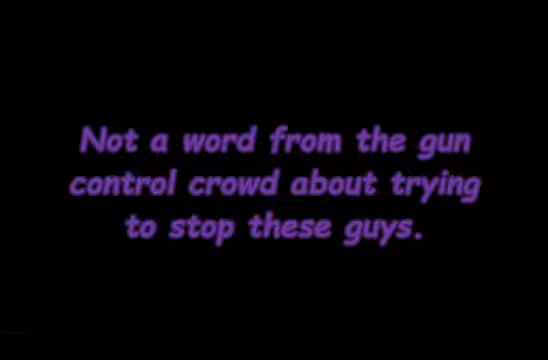 Not a word from the gun
control crowd about trying
to stop these guys.